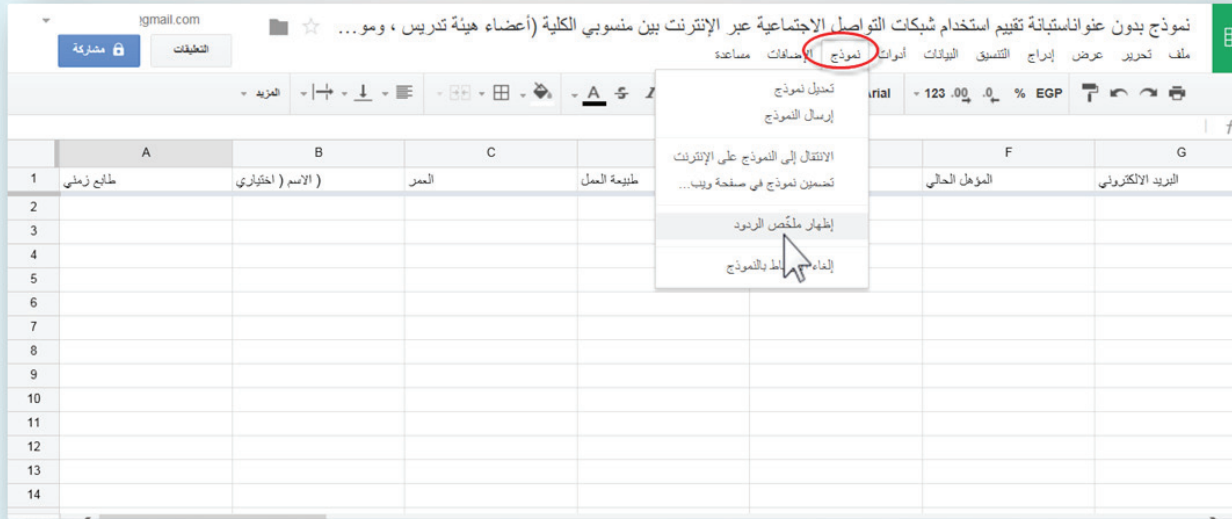 نموذج بدون عنواناستبانة تقييم استخدام شبكات التواصل الاجتماعية عبر الإنترنت بين منسوبي الكلية (أعضاء هيئة تدريس ، ومو...
gmail.com
ملف تحرير عرض إدراج التنسيق البيانات أدوات نموذج الإضافات مساعدة
التعليقات
مشاركة
EGP % .0 .00 123 Arial
A
المزيد
تعديل نموذج
إرسال النموذج
الانتقال إلى النموذج على الإنترنت
تضمين نموذج في صفحة ويب...
إظهار ملخّص الردود
إلغاء بالنموذج
A B C F G
1 طابع زمني الاسم ( اختياري ) العمر طبيعة العمل المؤهل الحالي البريد الالكتروني
2
3
4
5
6
7
8
9
10
11
12
13
14